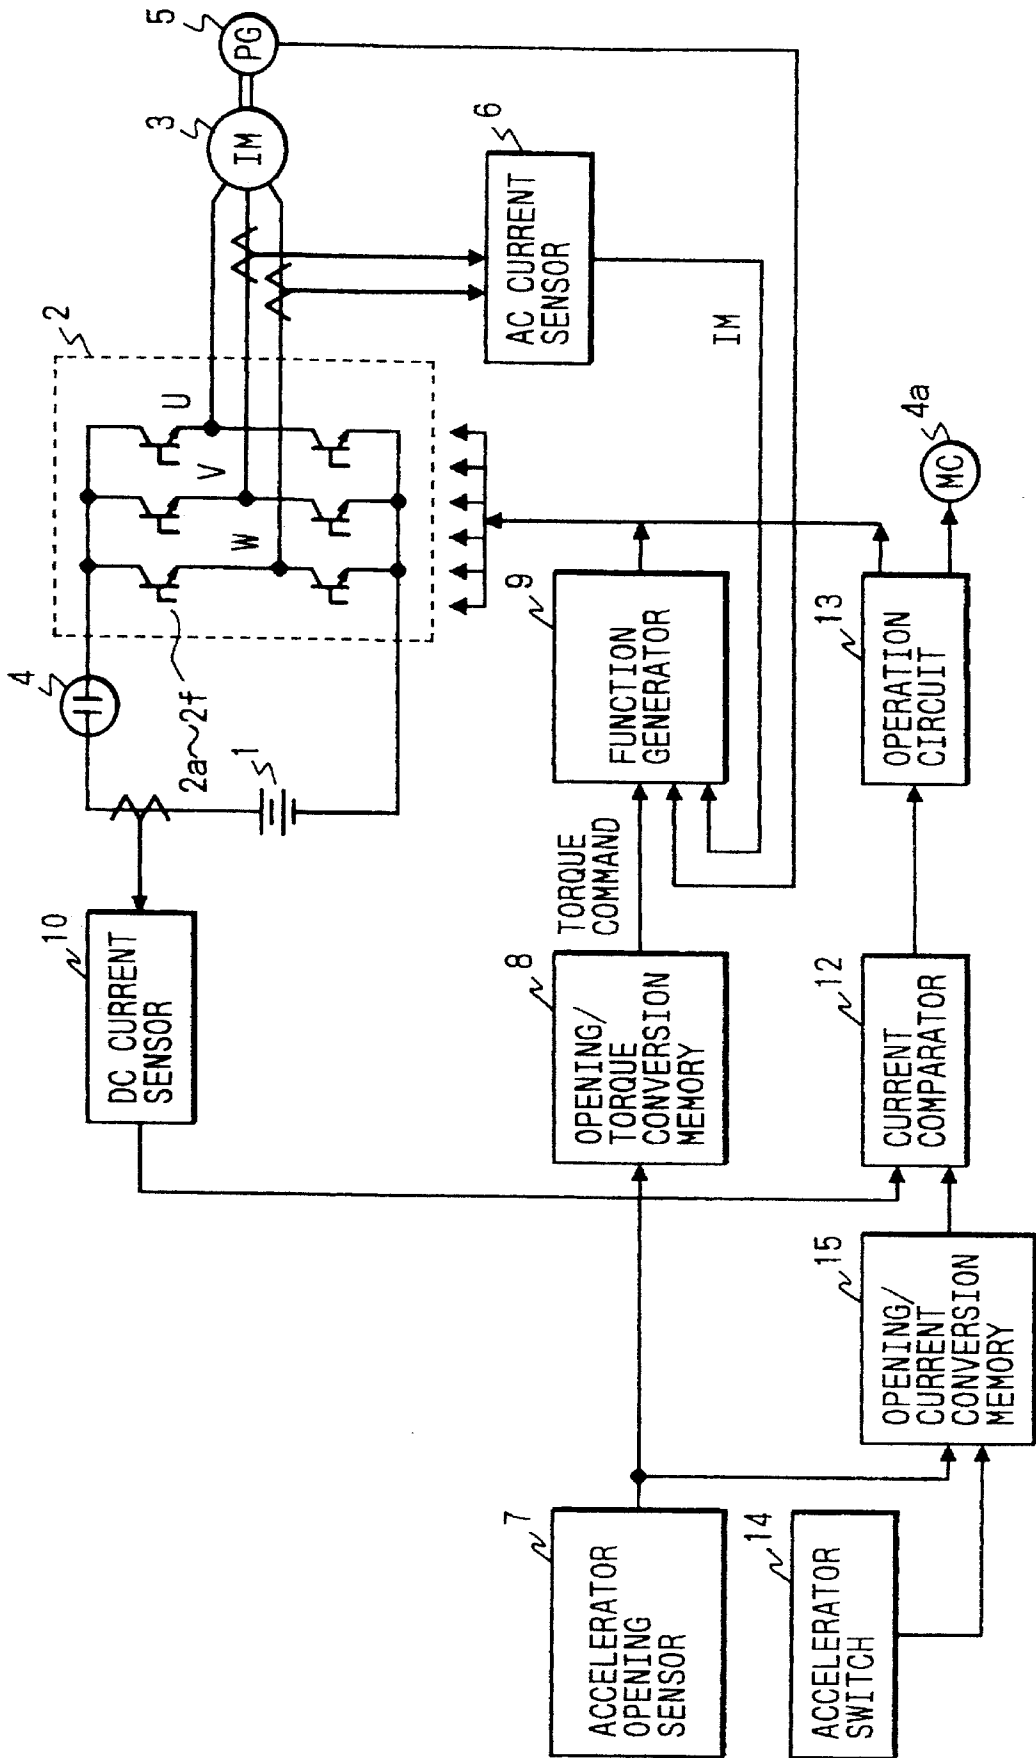 1
2
2a~2f
3
IM
4
5
PG
U
V
W
6
AC CURRENT
SENSOR
IM
10
DC CURRENT
SENSOR
7
ACCELERATOR
OPENING
SENSOR
8
OPENING/
TORQUE
CONVERSION
MEMORY
TORQUE
COMMAND
9
FUNCTION
GENERATOR
14
ACCELERATOR
SWITCH
15
OPENING/
CURRENT
CONVERSION
MEMORY
12
CURRENT
COMPARATOR
13
OPERATION
CIRCUIT
MC
4a